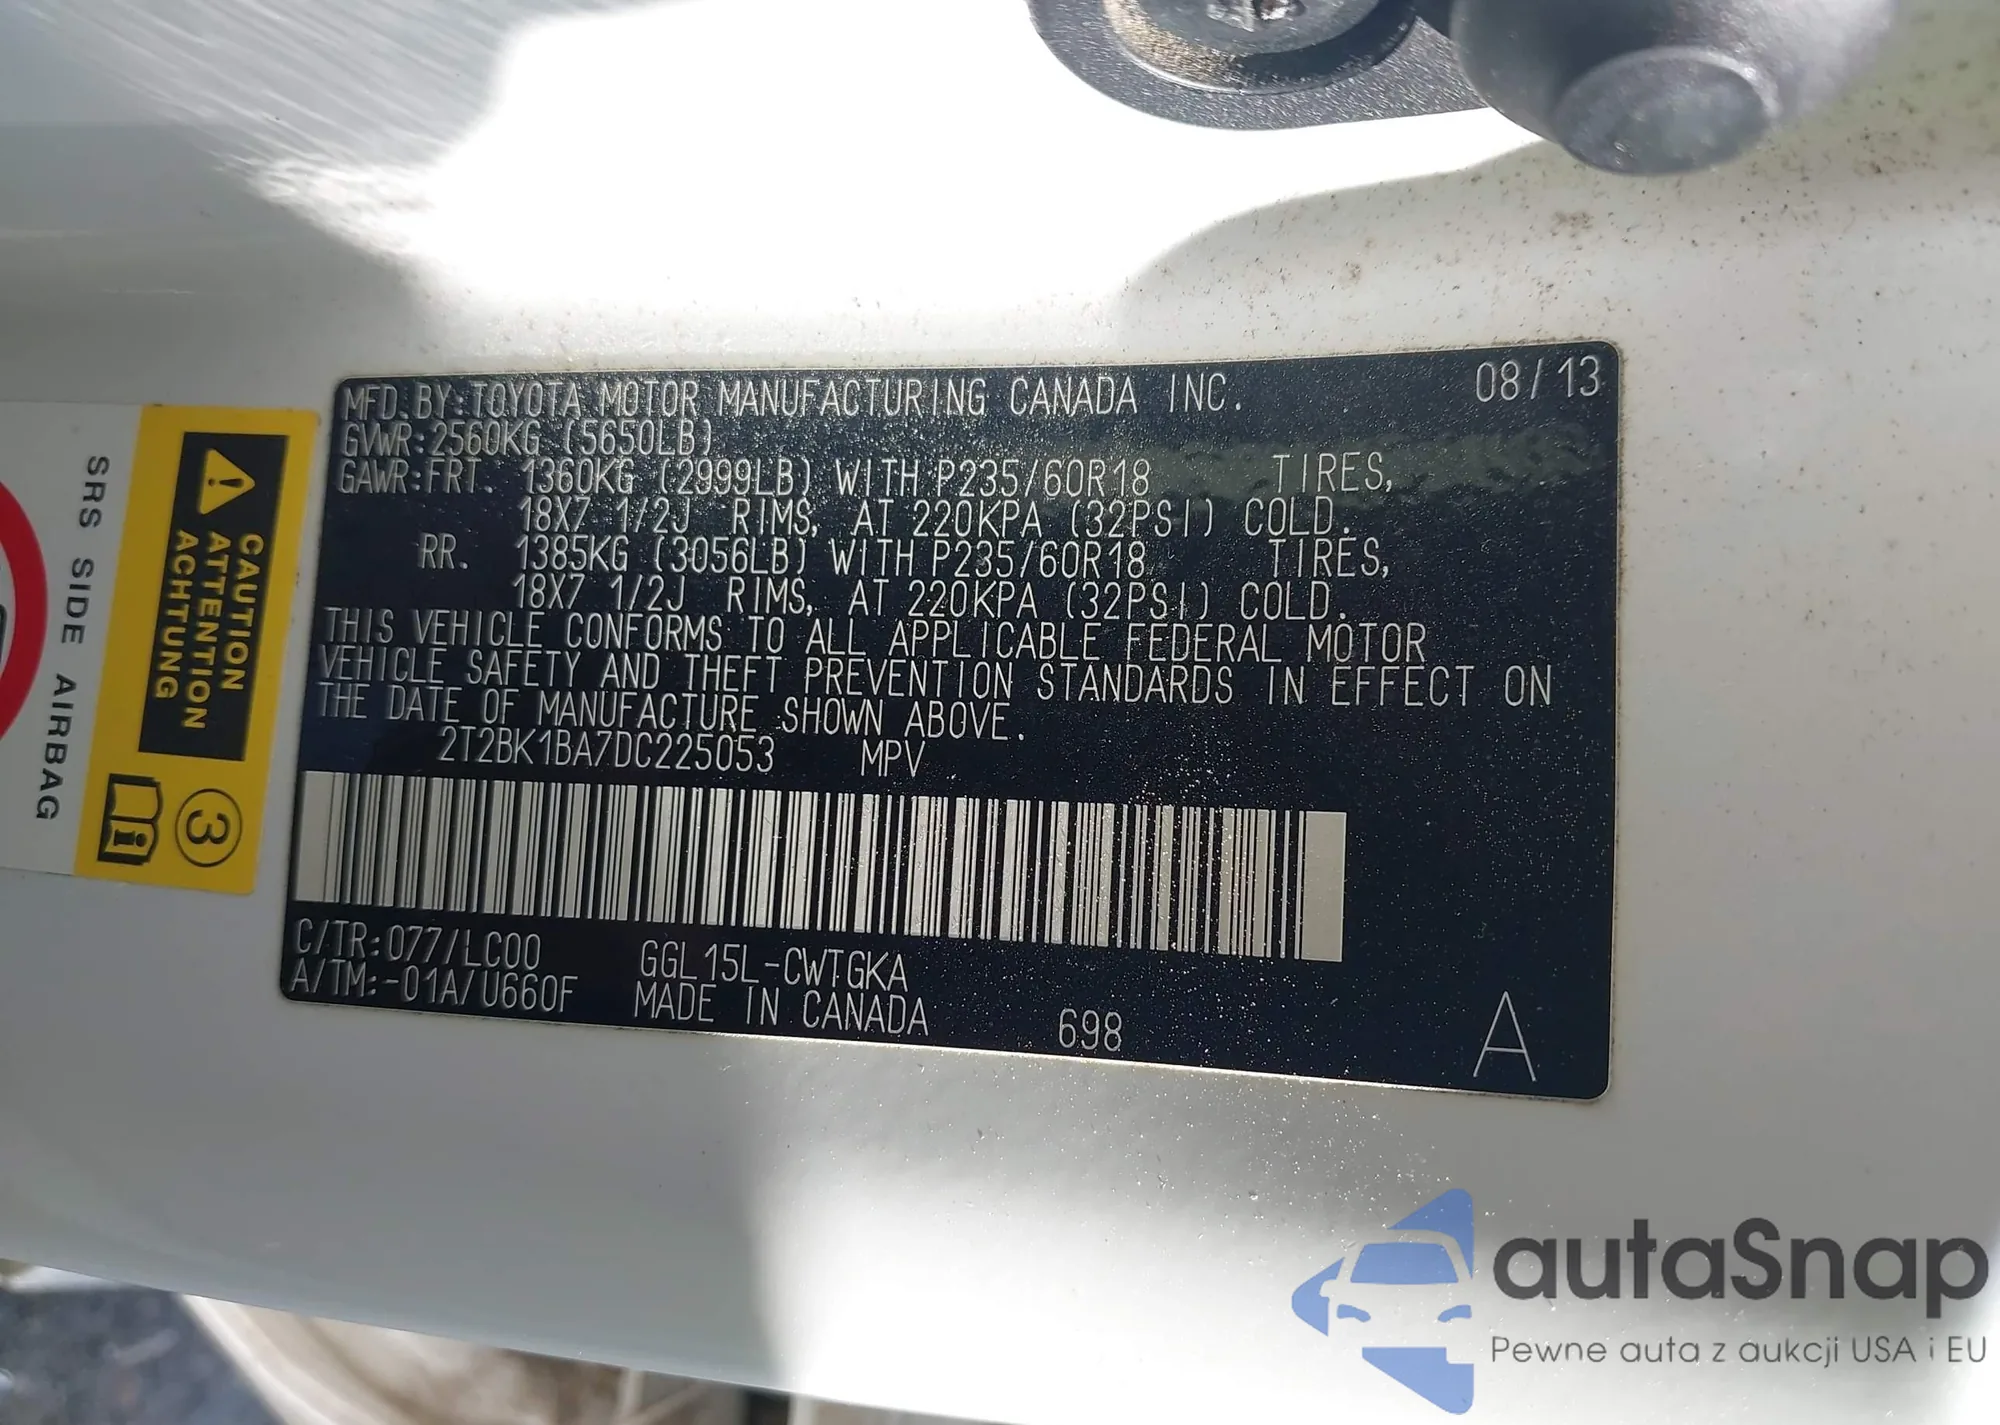 MFD. BY: TOYOTA MOTOR MANUFACTURING CANADA INC. 08/13
GVWR: 2560KG (5650LB)
GAWR: FRT. 1360KG (2999LB) WITH P235/60R18 TIRES,
18X7 1/2J RIMS, AT 220KPA (32PSI) COLD.
RR. 1385KG (3056LB) WITH P235/60R18 TIRES,
18X7 1/2J RIMS, AT 220KPA (32PSI) COLD.
THIS VEHICLE CONFORMS TO ALL APPLICABLE FEDERAL MOTOR
VEHICLE SAFETY AND THEFT PREVENTION STANDARDS IN EFFECT ON
THE DATE OF MANUFACTURE SHOWN ABOVE.
2T2BK1BA7DC225053 MPV
C/TR: 077/LC00 GGL15L-CWTGKA
A/TM: -01A/U660F MADE IN CANADA 698 A
SRS SIDE AIRBAG
CAUTION
ATTENTION
ACHTUNG
3
autaSnap
Pewne auta z aukcji USA i EU